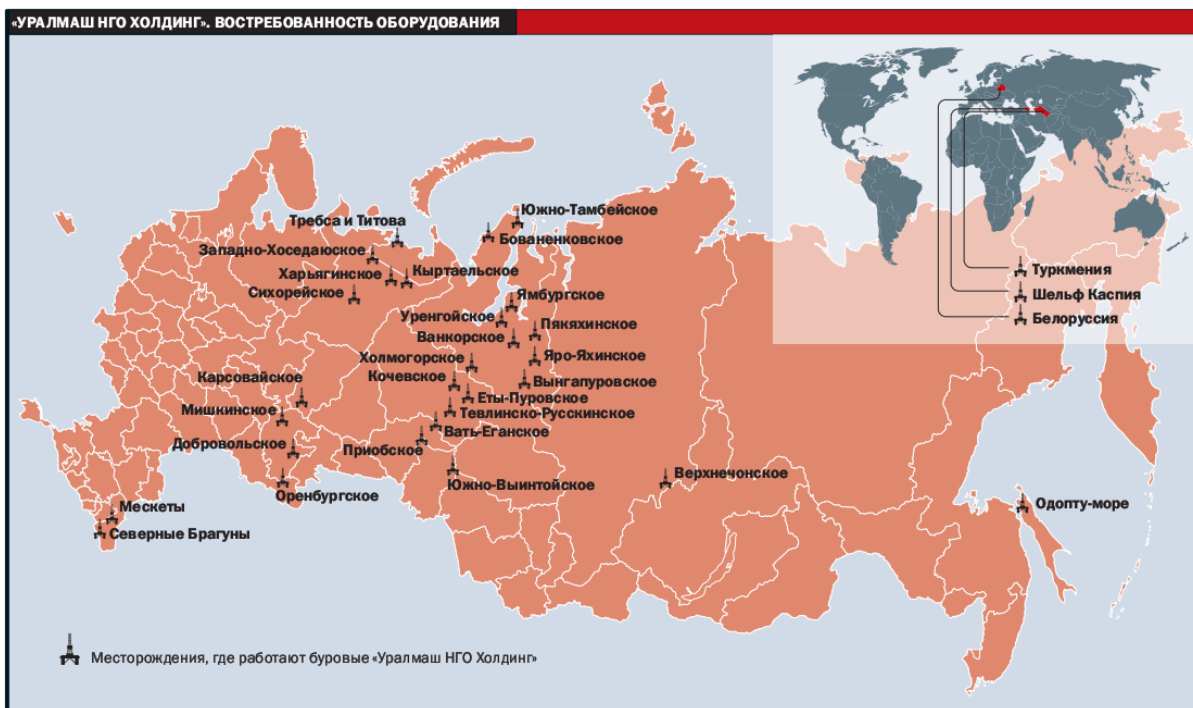 «УРАЛМАШ НГО ХОЛДИНГ». ВОСТРЕБОВАННОСТЬ ОБОРУДОВАНИЯ
Туркмения
Шельф Каспия
Белоруссия
Южно-Тамбейское
Требса и Титова
Бованенковское
Западно-Хоседаюское
Харьягинское
Кыртаельское
Сихорейское
Ямбургское
Уренгойское
Пякяхинское
Ванкорское
Холмогорское
Яро-Яхинское
Карсовайское
Кочевское
Вынгапуровское
Еты-Пуровское
Мишкинское
Тевлинско-Русскинское
Вать-Еганское
Добровольское
Приобское
Верхнечонское
Южно-Выинтойское
Оренбургское
Одопту-море
Мескеты
Северные Брагуны
Месторождения, где работают буровые «Уралмаш НГО Холдинг»